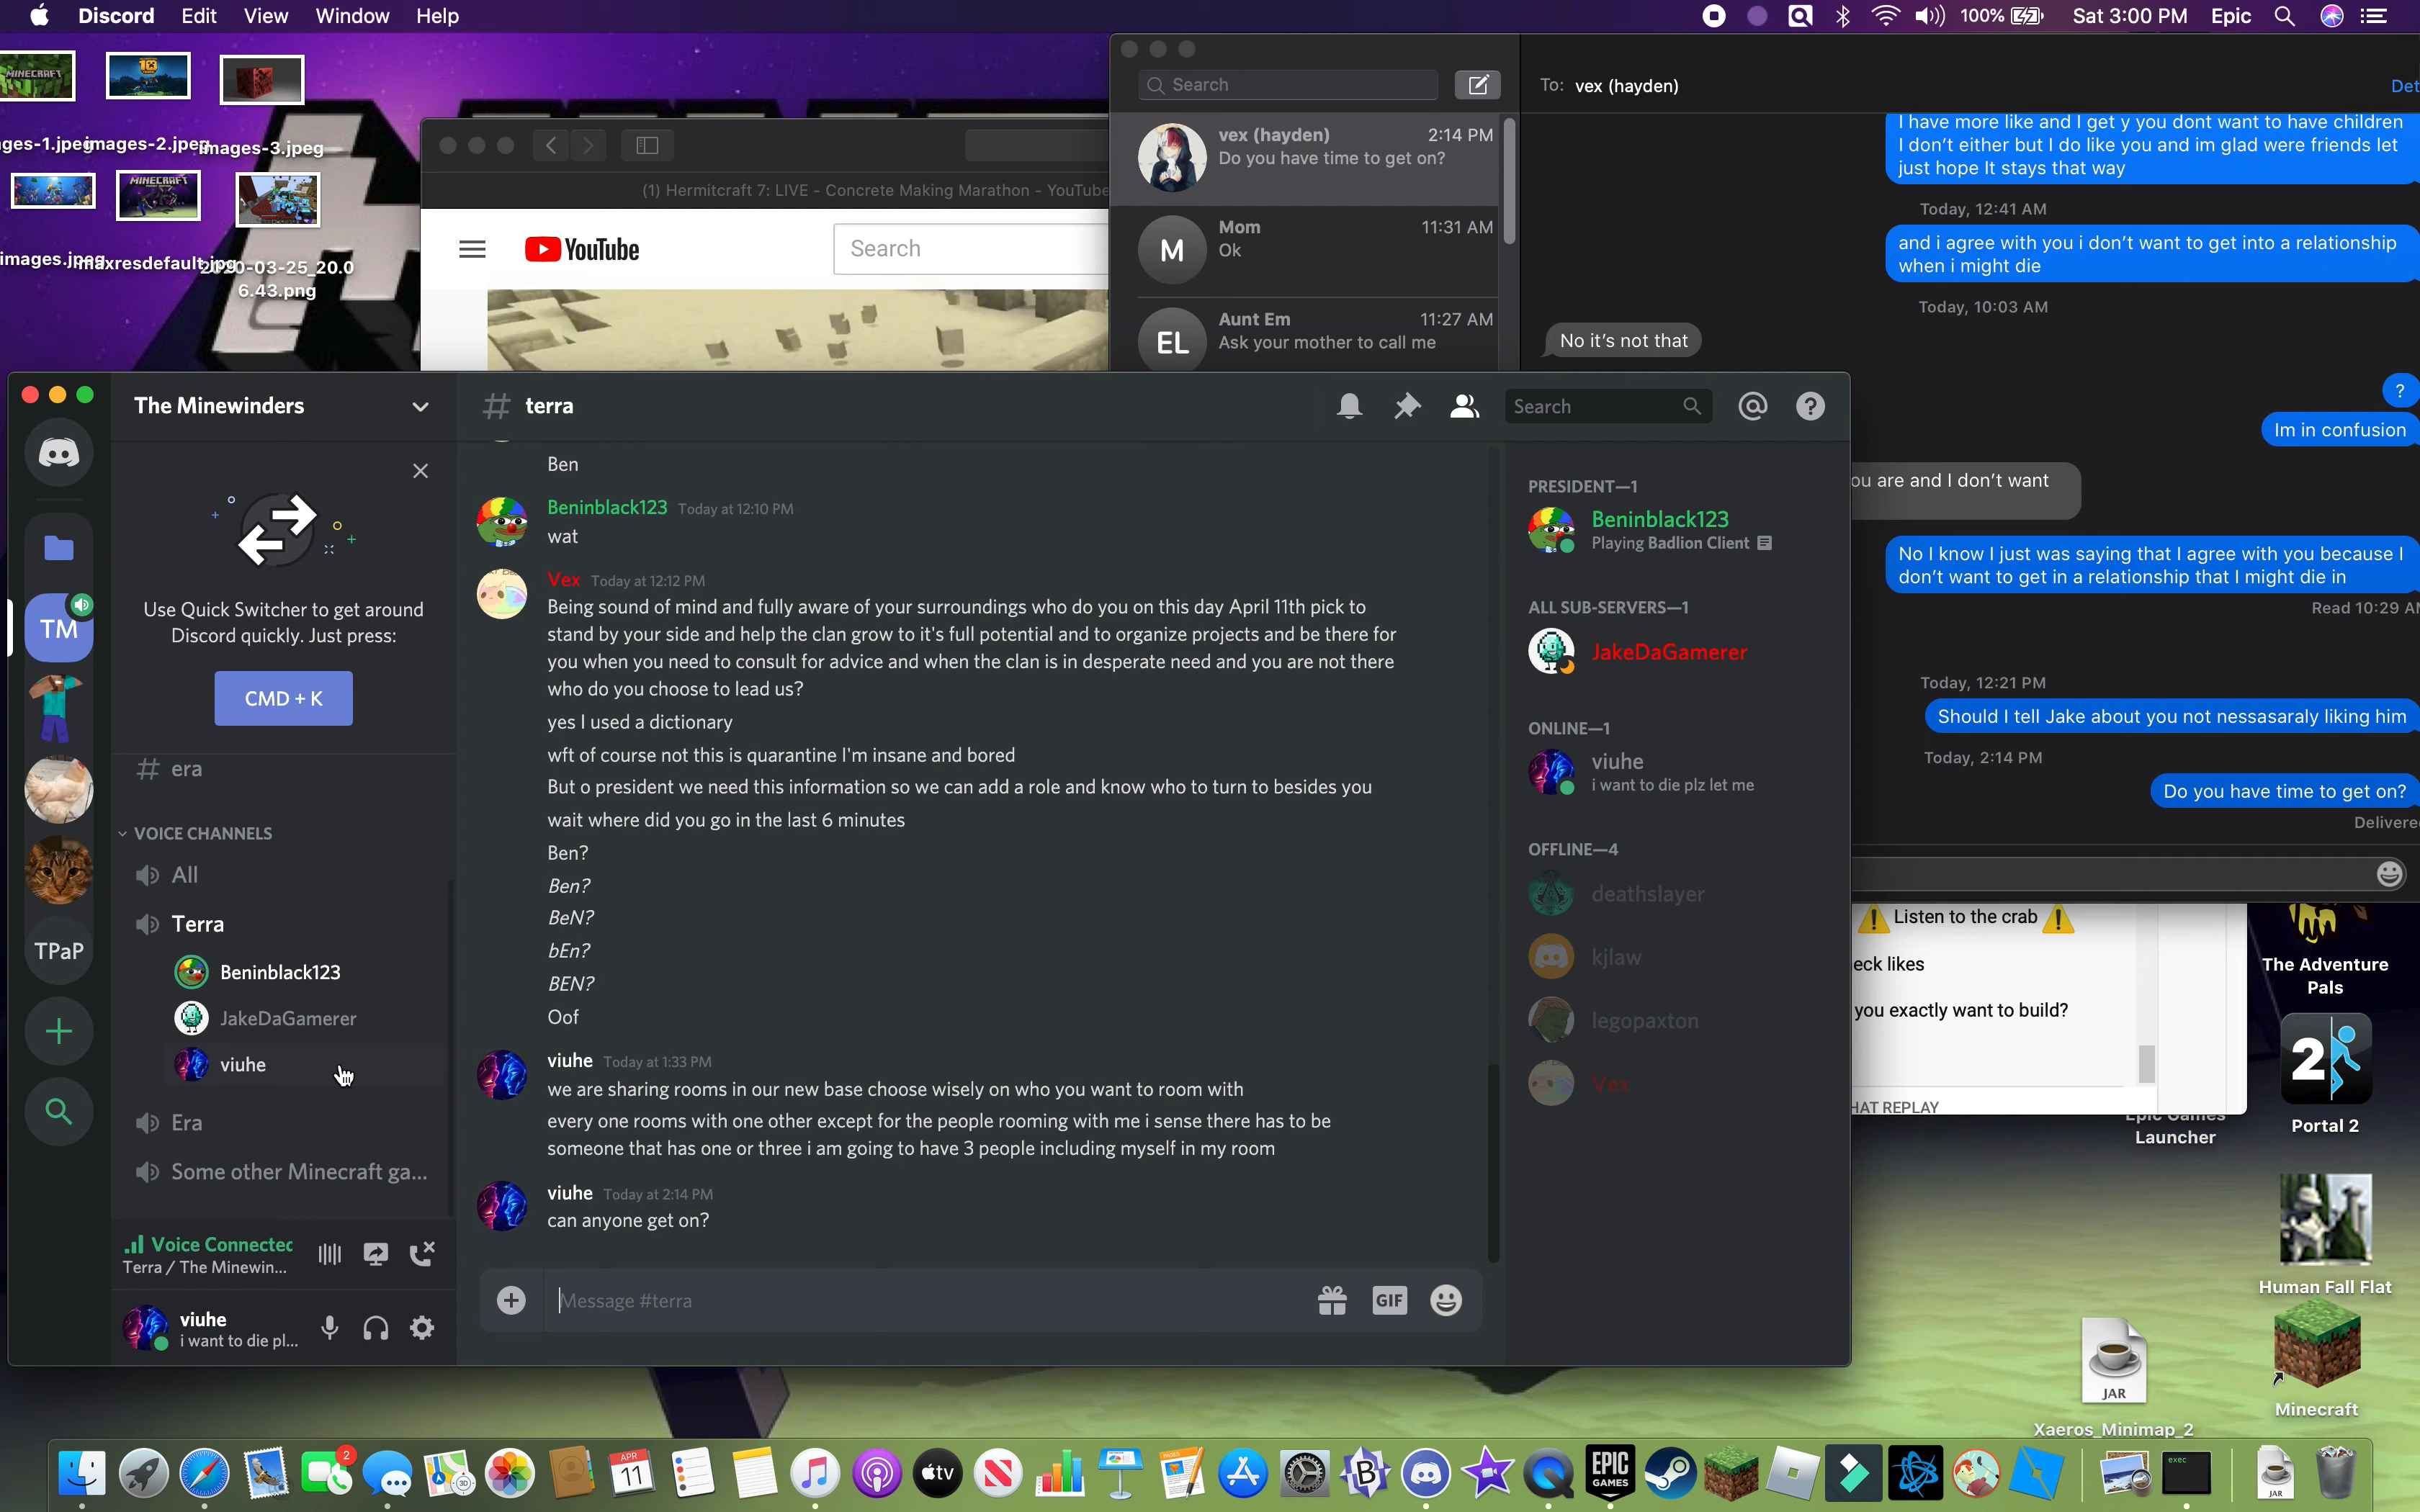 Discord Edit View Window Help
100% Sat 3:00 PM Epic
MINECRAFT
ges-1.jpeg
images-2.jpeg
images-3.jpeg
MINECRAFT
images.jpeg
maxresdefault.jpg
2020-03-25_20.0
6.43.png
(1) Hermitcraft 7: LIVE - Concrete Making Marathon - YouTube
YouTube
Search
Search
vex (hayden) 2:14 PM
Do you have time to get on?
M
Mom 11:31 AM
Ok
EL
Aunt Em 11:27 AM
Ask your mother to call me
To: vex (hayden)
Det
I have more like and I get y you dont want to have children
I don't either but I do like you and im glad were friends let
just hope It stays that way
Today, 12:41 AM
and i agree with you i don't want to get into a relationship
when i might die
Today, 10:03 AM
No it's not that
?
Im in confusion
ou are and I don't want
No I know I just was saying that I agree with you because I
don't want to get in a relationship that I might die in
Read 10:29 AM
Today, 12:21 PM
Should I tell Jake about you not nessasaraly liking him
Today, 2:14 PM
Do you have time to get on?
Delivered
The Minewinders
TM
TPaP
Use Quick Switcher to get around
Discord quickly. Just press:
CMD + K
# era
VOICE CHANNELS
All
Terra
Beninblack123
JakeDaGamerer
viuhe
Era
Some other Minecraft ga...
Voice Connected
Terra / The Minewin...
viuhe
i want to die pl...
# terra
Search
Ben
Beninblack123 Today at 12:10 PM
wat
Vex Today at 12:12 PM
Being sound of mind and fully aware of your surroundings who do you on this day April 11th pick to
stand by your side and help the clan grow to it's full potential and to organize projects and be there for
you when you need to consult for advice and when the clan is in desperate need and you are not there
who do you choose to lead us?
yes I used a dictionary
wft of course not this is quarantine I'm insane and bored
But o president we need this information so we can add a role and know who to turn to besides you
wait where did you go in the last 6 minutes
Ben?
Ben?
BeN?
bEn?
BEN?
Oof
viuhe Today at 1:33 PM
we are sharing rooms in our new base choose wisely on who you want to room with
every one rooms with one other except for the people rooming with me i sense there has to be
someone that has one or three i am going to have 3 people including myself in my room
viuhe Today at 2:14 PM
can anyone get on?
Message #terra
GIF
PRESIDENT—1
Beninblack123
Playing Badlion Client
ALL SUB-SERVERS—1
JakeDaGamerer
ONLINE—1
viuhe
i want to die plz let me
OFFLINE—4
deathslayer
kjlaw
legopaxton
Vex
Listen to the crab
eck likes
you exactly want to build?
HAT REPLAY
The Adventure
Pals
2
Portal 2
Epic Games
Launcher
Human Fall Flat
JAR
Xaeros_Minimap_2
Minecraft
2
APR
11
tv
EPIC
GAMES
exec
JAR